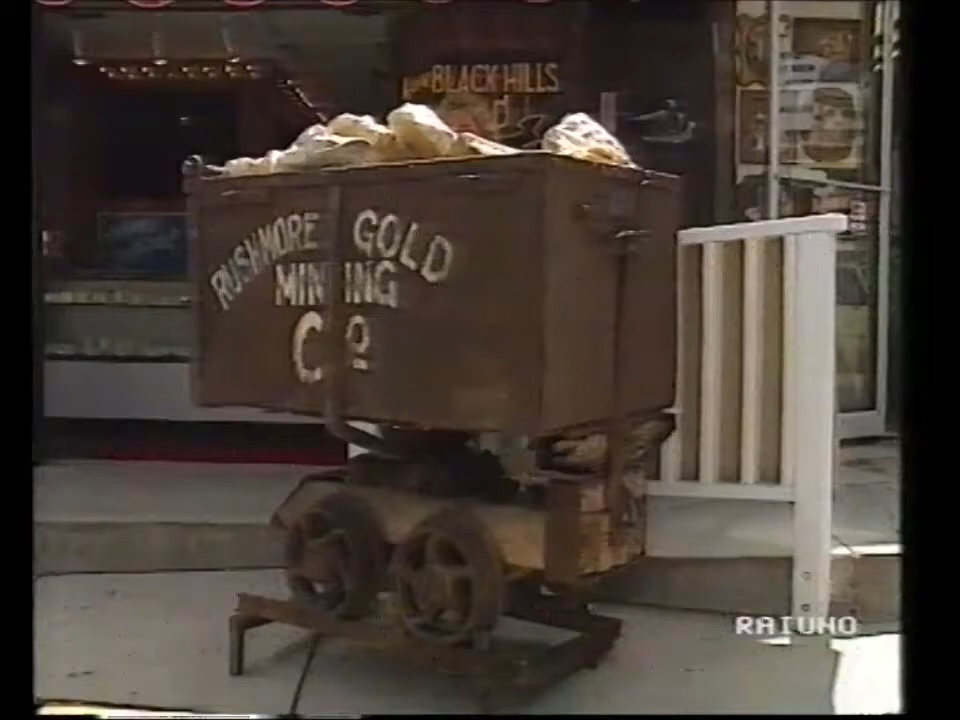 BLACK HILLS
RUSHMORE GOLD
MINING
Co
RAIUNO